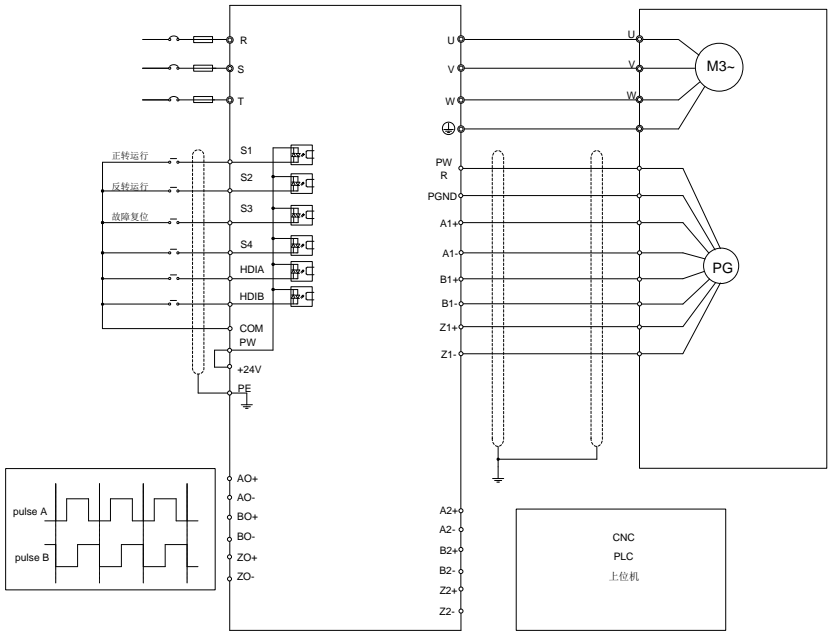 R
S
T
正转运行
反转运行
故障复位
S1
S2
S3
S4
HDIA
HDIB
COM
PW
+24V
PE
U
V
W
PW
R
PGND
A1+
A1-
B1+
B1-
Z1+
Z1-
U
V
W
M3~
PG
pulse A
pulse B
AO+
AO-
BO+
BO-
ZO+
ZO-
A2+
A2-
B2+
B2-
Z2+
Z2-
CNC
PLC
上位机